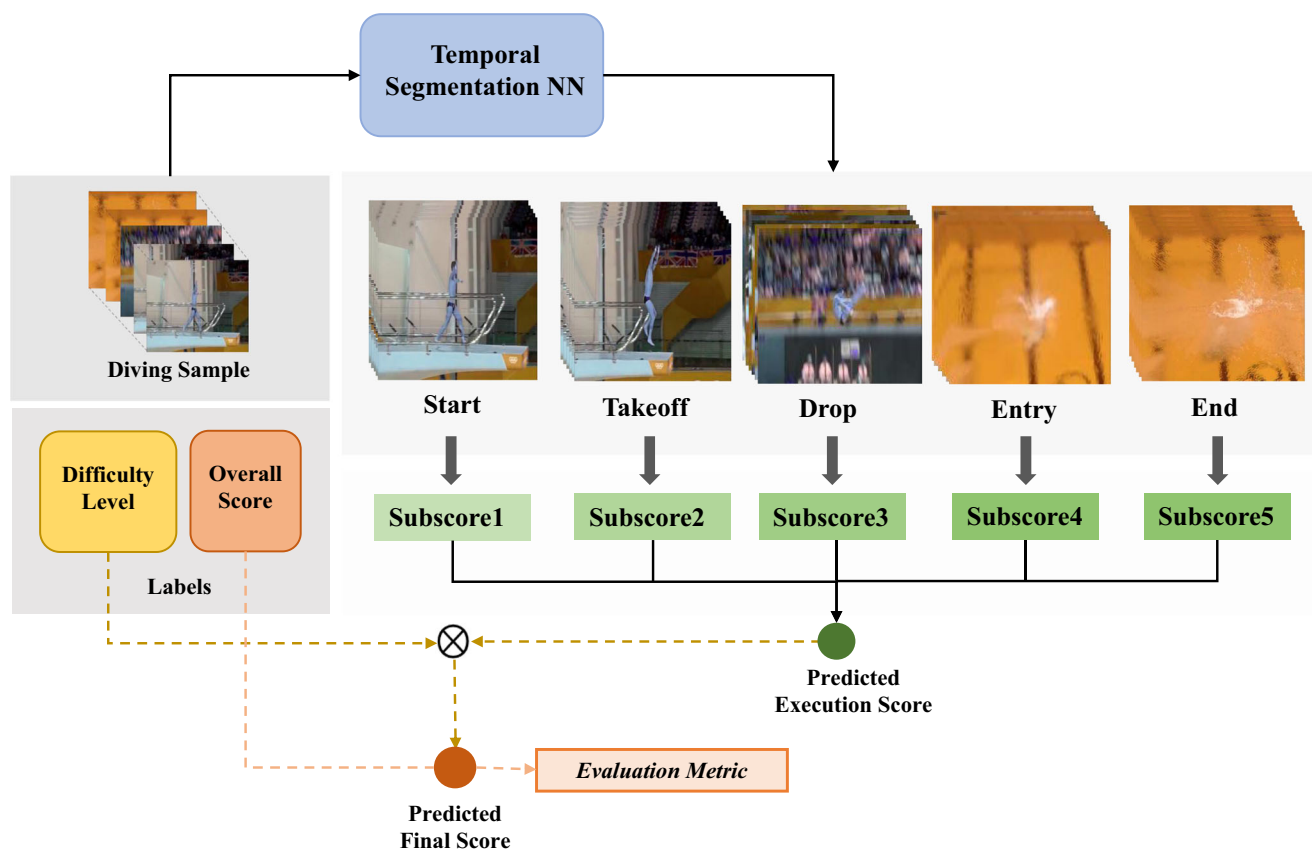 Temporal
Segmentation NN
Diving Sample
Start
Takeoff
Drop
Entry
End
Difficulty
Level
Overall
Score
Labels
Subscore1
Subscore2
Subscore3
Subscore4
Subscore5
Predicted
Execution Score
Evaluation Metric
Predicted
Final Score